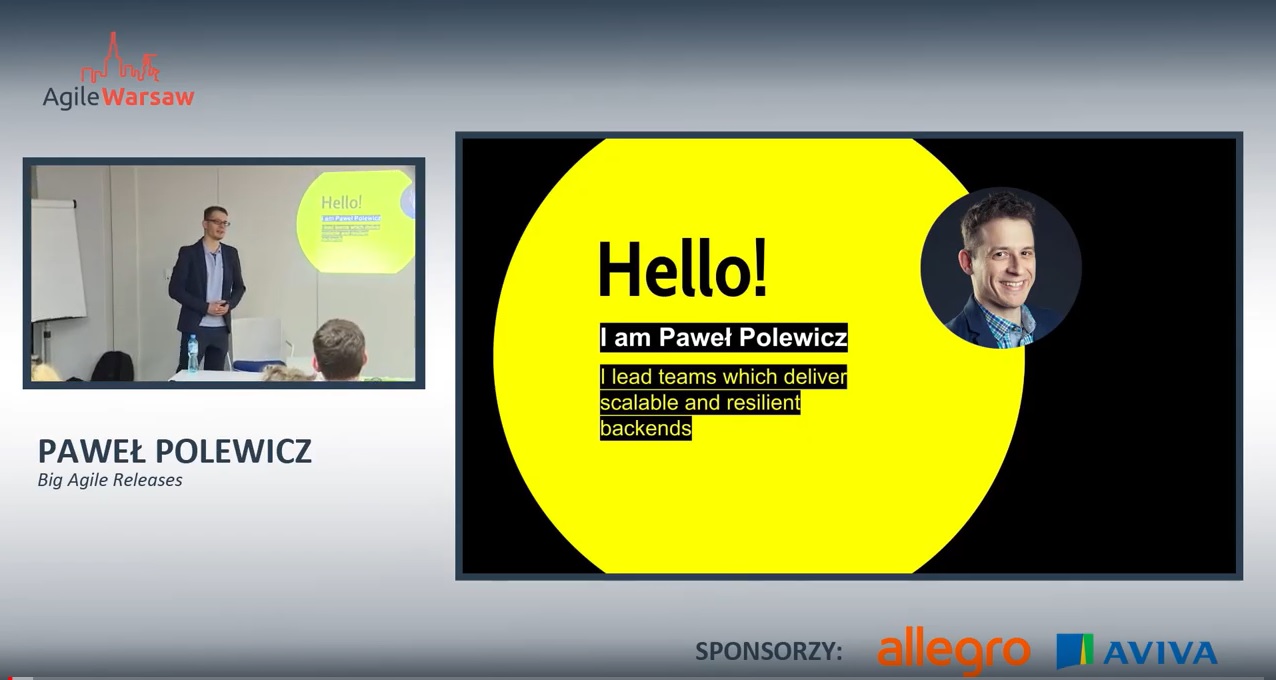 AgileWarsaw
Hello!
I am Paweł Polewicz
PAWEŁ POLEWICZ
Big Agile Releases
Hello!
I am Paweł Polewicz
I lead teams which deliver
scalable and resilient
backends
SPONSORZY:
allegro
AVIVA